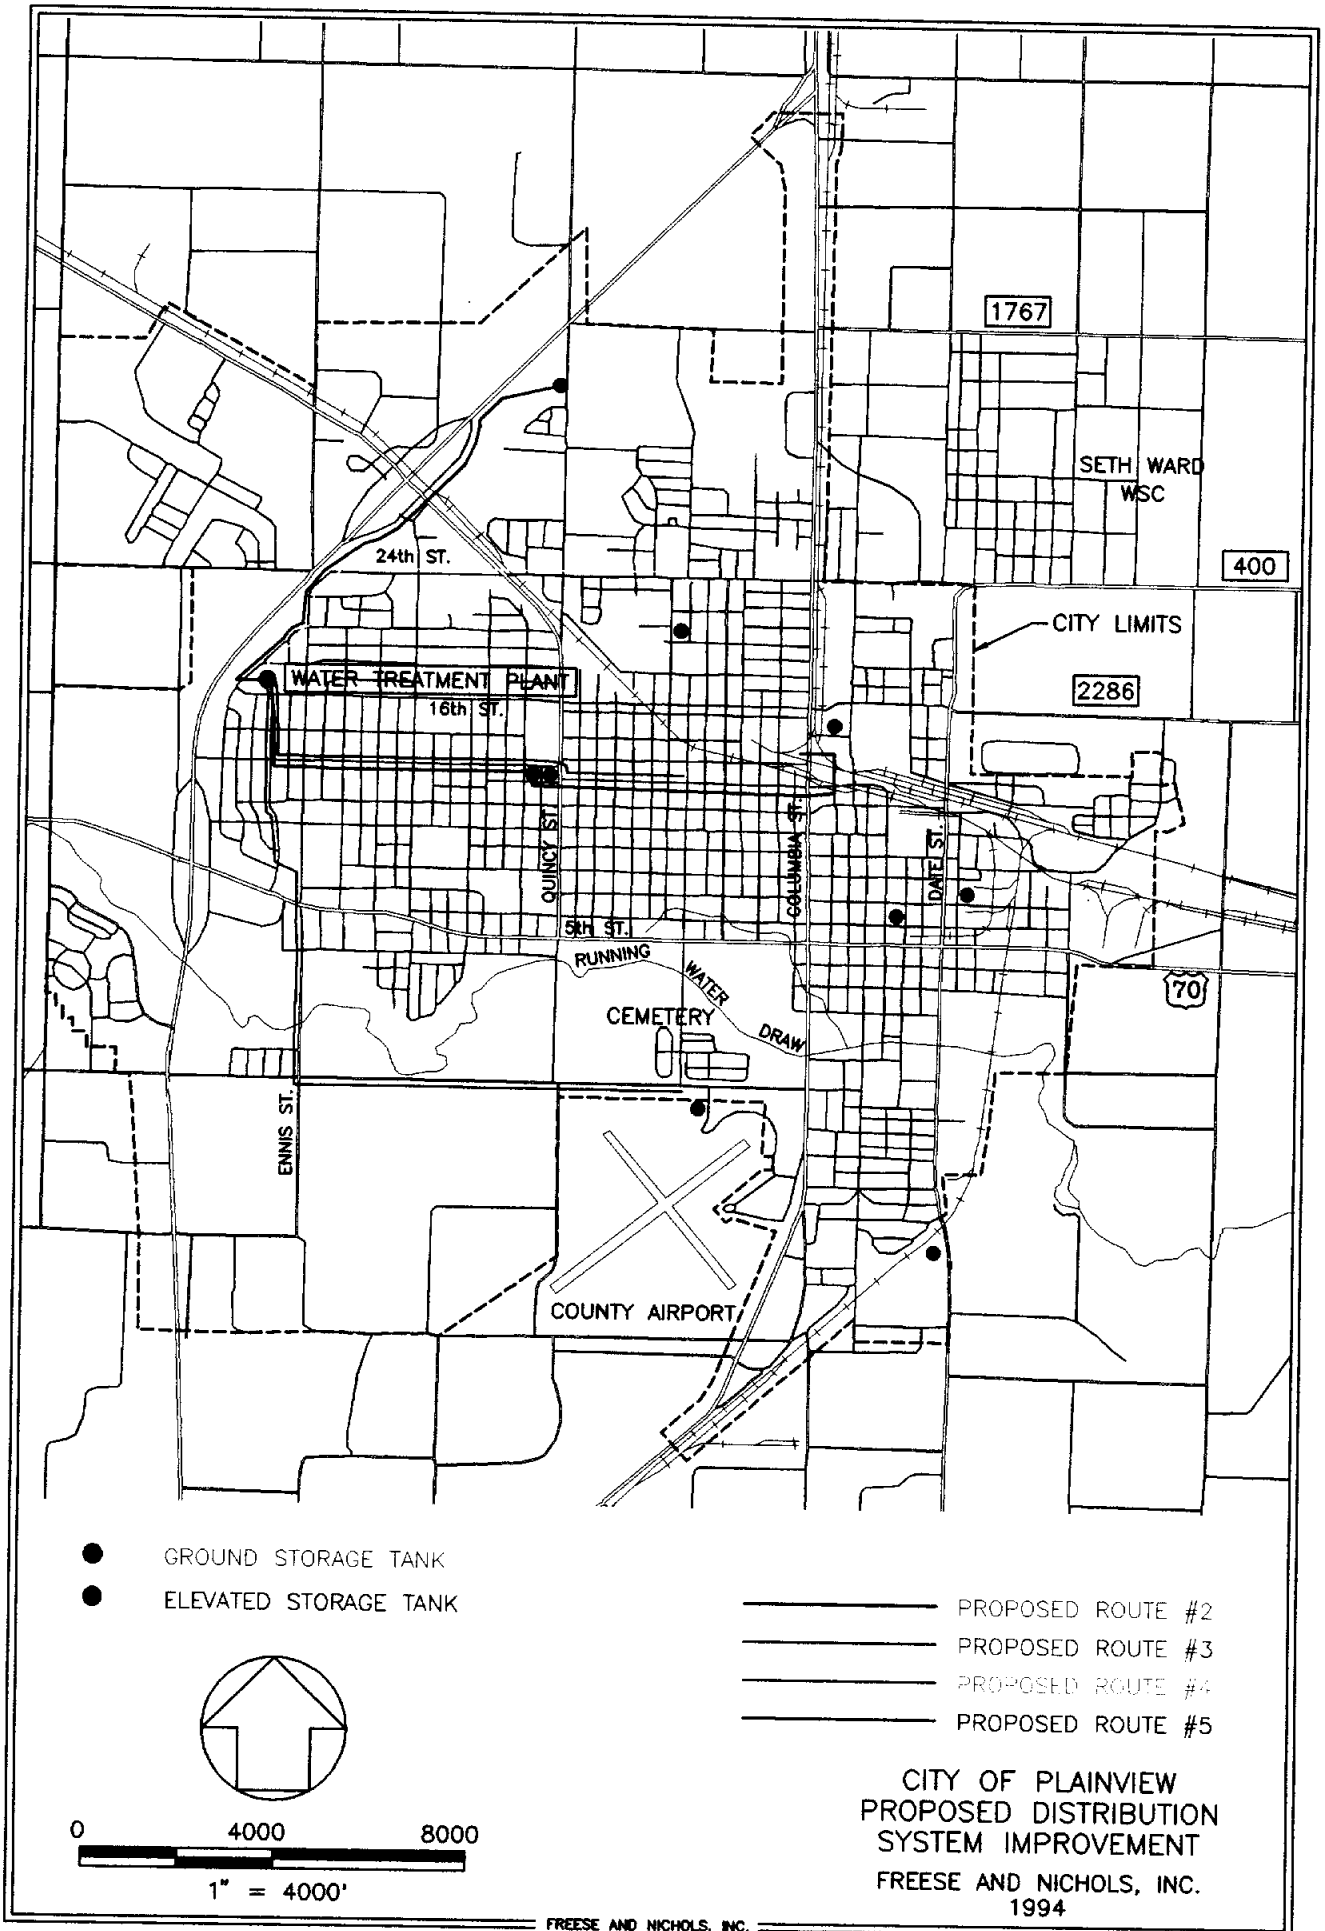 1767
SETH WARD
WSC
24th ST.
400
CITY LIMITS
WATER TREATMENT PLANT
2286
16th ST.
QUINCY ST.
COLUMBIA ST.
DATE ST.
5th ST.
RUNNING
WATER
DRAW
70
CEMETERY
ENNIS ST.
COUNTY AIRPORT
GROUND STORAGE TANK
ELEVATED STORAGE TANK
PROPOSED ROUTE #2
PROPOSED ROUTE #3
PROPOSED ROUTE #4
PROPOSED ROUTE #5
0 4000 8000
1" = 4000'
CITY OF PLAINVIEW
PROPOSED DISTRIBUTION
SYSTEM IMPROVEMENT
FREESE AND NICHOLS, INC.
1994
FREESE AND NICHOLS, INC.